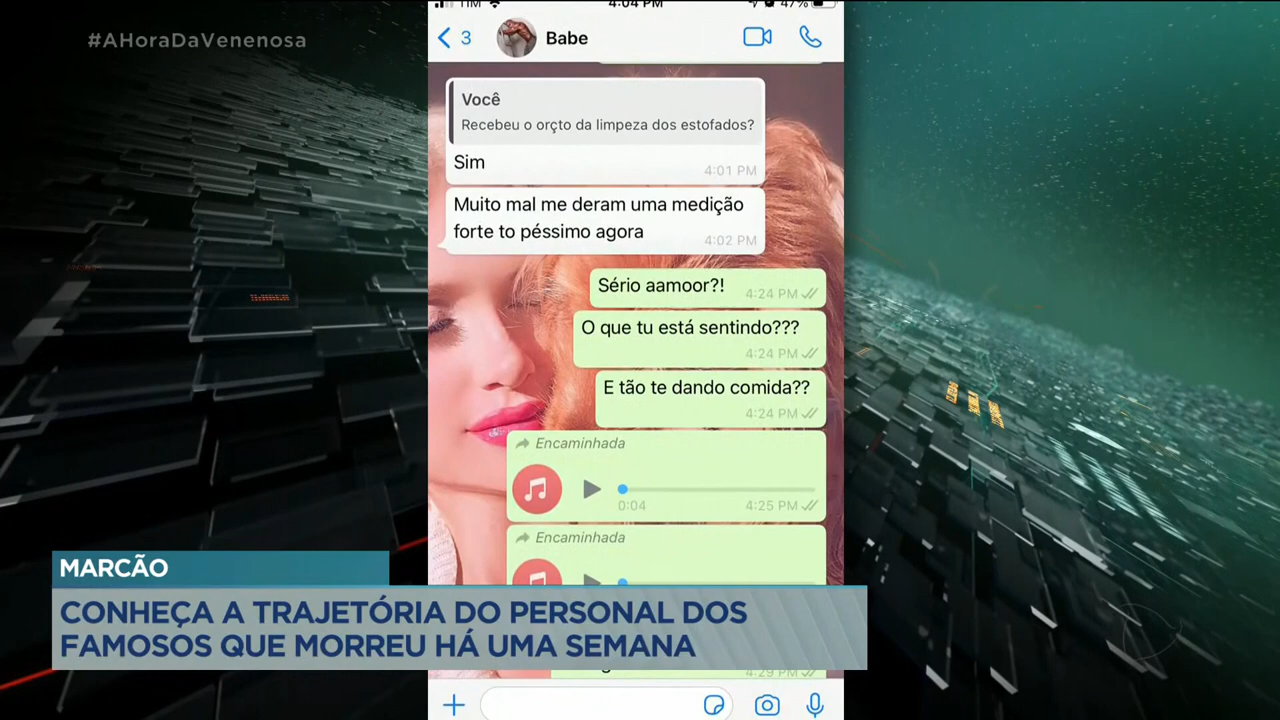 TIM 4:04 PM 47%
#AHoraDaVenenosa
3 Babe
Você
Recebeu o orçto da limpeza dos estofados?
Sim
4:01 PM
Muito mal me deram uma medição
forte to péssimo agora
4:02 PM
Sério aamoor?!
4:24 PM
O que tu está sentindo???
4:24 PM
E tão te dando comida??
4:24 PM
Encaminhada
0:04 4:25 PM
Encaminhada
MARCÃO
CONHEÇA A TRAJETÓRIA DO PERSONAL DOS
FAMOSOS QUE MORREU HÁ UMA SEMANA
4:29 PM